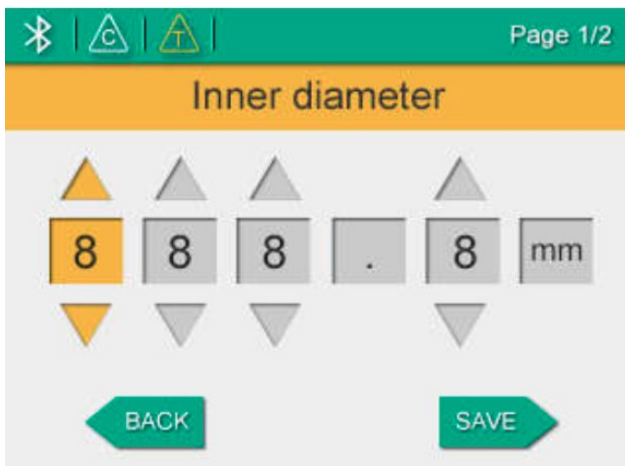 C T Page 1/2
Inner diameter
8 8 8 . 8 mm
BACK SAVE